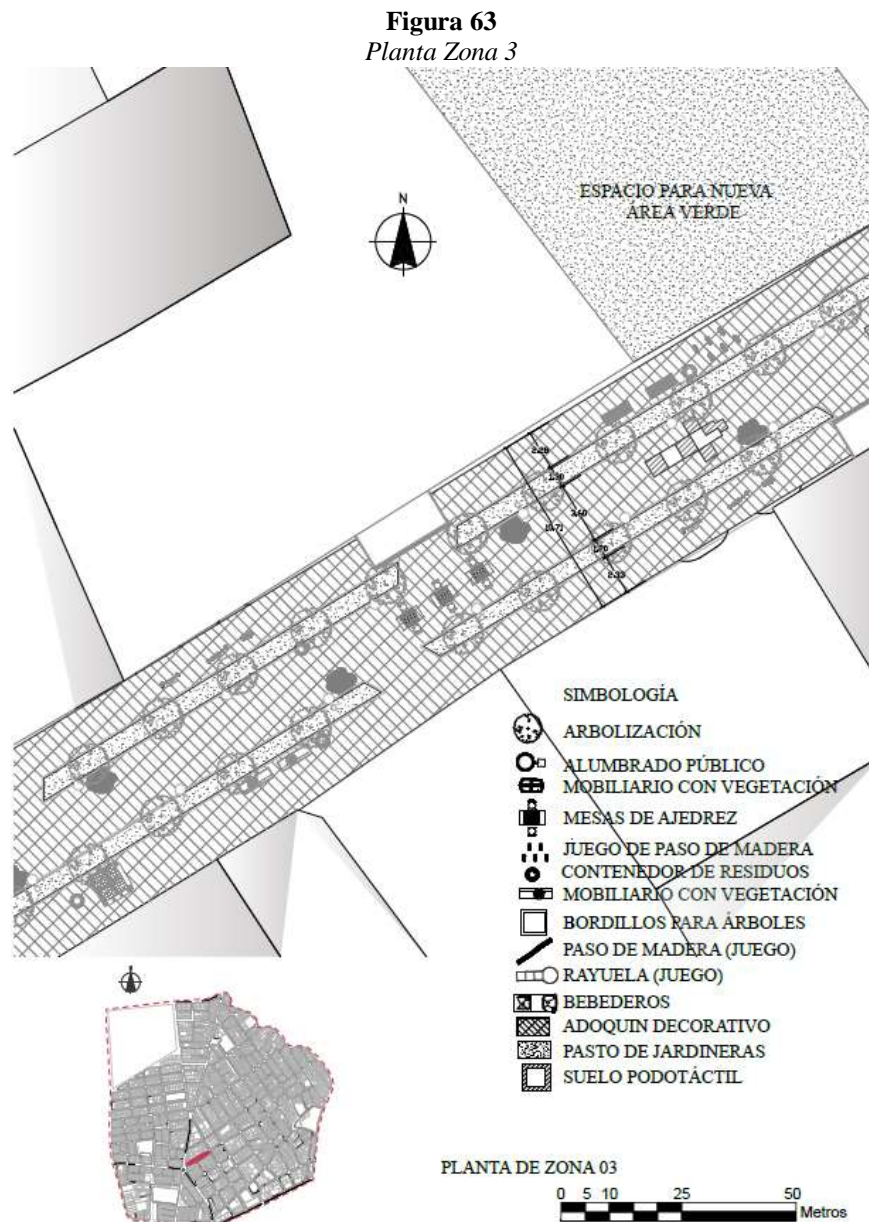 Figura 63
Planta Zona 3
ESPACIO PARA NUEVA
ÁREA VERDE
N
2.33
SIMBOLOGÍA
ARBOLIZACIÓN
ALUMBRADO PÚBLICO
MOBILIARIO CON VEGETACIÓN
MESAS DE AJEDREZ
JUEGO DE PASO DE MADERA
CONTENEDOR DE RESIDUOS
MOBILIARIO CON VEGETACIÓN
BORDILLOS PARA ÁRBOLES
PASO DE MADERA (JUEGO)
RAYUELA (JUEGO)
BEBEDEROS
ADOQUIN DECORATIVO
PASTO DE JARDINERAS
SUELO PODOTÁCTIL
PLANTA DE ZONA 03
0 5 10 25 50
Metros